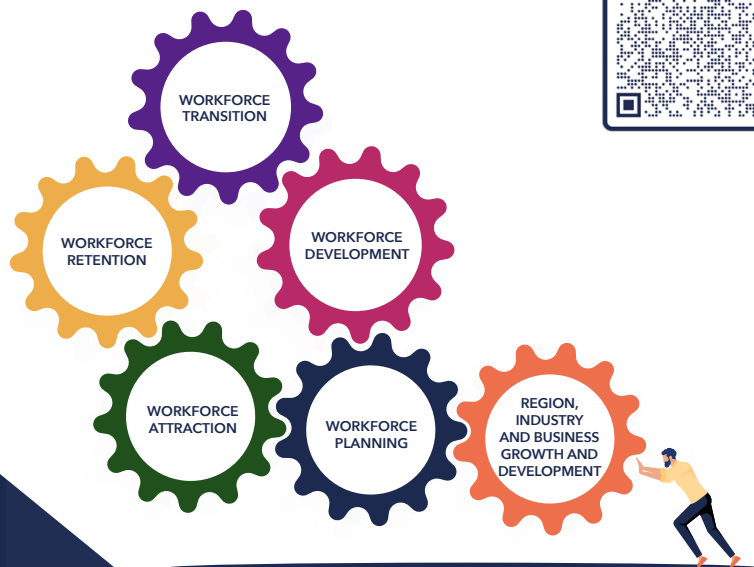 WORKFORCE
TRANSITION
WORKFORCE
RETENTION
WORKFORCE
DEVELOPMENT
WORKFORCE
ATTRACTION
WORKFORCE
PLANNING
REGION,
INDUSTRY
AND BUSINESS
GROWTH AND
DEVELOPMENT